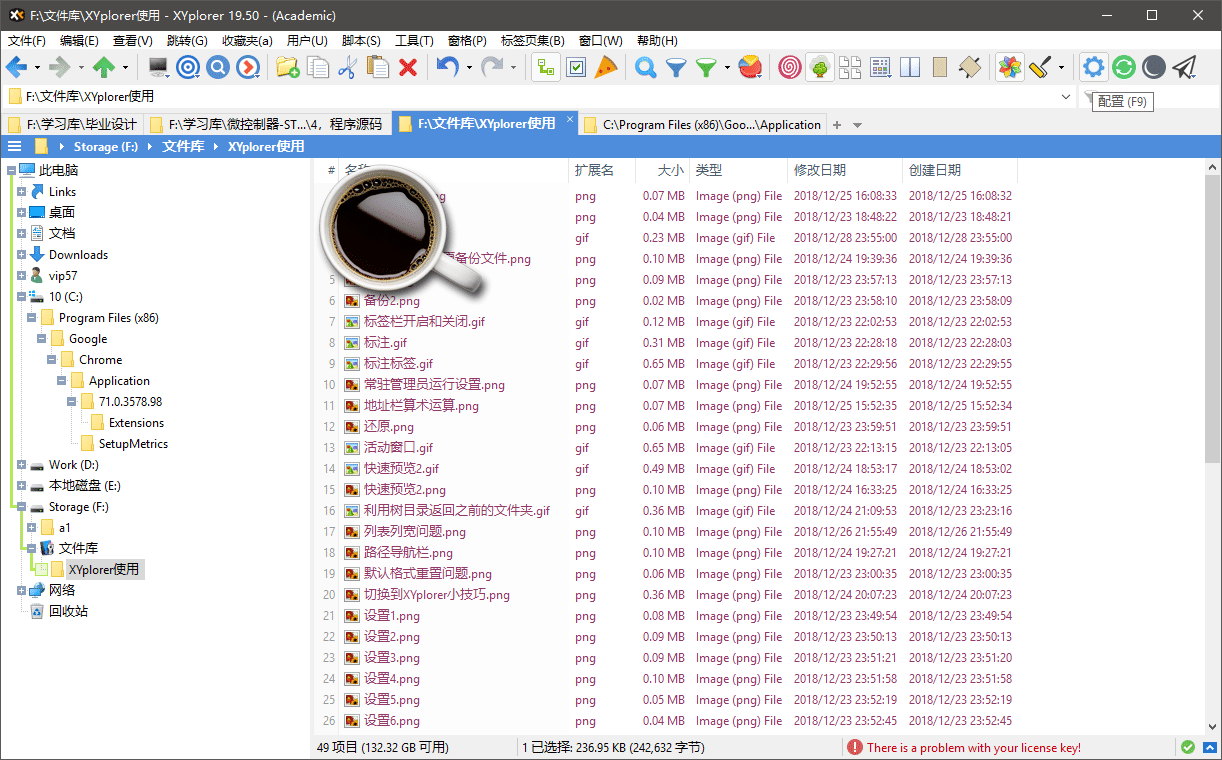 F:\文件库\XYplorer使用 - XYplorer 19.50 - (Academic)
文件(F) 编辑(E) 查看(V) 跳转(G) 收藏夹(a) 用户(U) 脚本(S) 工具(T) 窗格(P) 标签页集(B) 窗口(W) 帮助(H)
F:\文件库\XYplorer使用
配置 (F9)
F:\学习库\毕业设计 F:\学习库\微控制器-ST...\4，程序源码 F:\文件库\XYplorer使用 × C:\Program Files (x86)\Goo...\Application +
Storage (F:) 文件库 XYplorer使用
此电脑
Links
桌面
文档
Downloads
vip57
10 (C:)
Program Files (x86)
Google
Chrome
Application
71.0.3578.98
Extensions
SetupMetrics
Work (D:)
本地磁盘 (E:)
Storage (F:)
a1
文件库
XYplorer使用
网络
回收站
# 名称 扩展名 大小 类型 修改日期 创建日期
png 0.07 MB Image (png) File 2018/12/25 16:08:33 2018/12/25 16:08:32
png 0.04 MB Image (png) File 2018/12/23 18:48:22 2018/12/23 18:48:21
gif 0.23 MB Image (gif) File 2018/12/28 23:55:00 2018/12/28 23:55:00
备份文件.png png 0.10 MB Image (png) File 2018/12/24 19:39:36 2018/12/24 19:39:36
5 png 0.09 MB Image (png) File 2018/12/23 23:57:13 2018/12/23 23:57:13
6 备份2.png png 0.02 MB Image (png) File 2018/12/23 23:58:10 2018/12/23 23:58:09
7 标签栏开启和关闭.gif gif 0.12 MB Image (gif) File 2018/12/23 22:02:53 2018/12/23 22:02:53
8 标注.gif gif 0.31 MB Image (gif) File 2018/12/23 22:28:18 2018/12/23 22:28:03
9 标注标签.gif gif 0.65 MB Image (gif) File 2018/12/23 22:29:56 2018/12/23 22:29:55
10 常驻管理员运行设置.png png 0.07 MB Image (png) File 2018/12/24 19:52:55 2018/12/24 19:52:55
11 地址栏算术运算.png png 0.07 MB Image (png) File 2018/12/25 15:52:35 2018/12/25 15:52:34
12 还原.png png 0.06 MB Image (png) File 2018/12/23 23:59:51 2018/12/23 23:59:51
13 活动窗口.gif gif 0.65 MB Image (gif) File 2018/12/23 22:13:15 2018/12/23 22:13:05
14 快速预览2.gif gif 0.49 MB Image (gif) File 2018/12/24 18:53:17 2018/12/24 18:53:02
15 快速预览2.png png 0.10 MB Image (png) File 2018/12/24 16:33:25 2018/12/24 16:33:25
16 利用树目录返回之前的文件夹.gif gif 0.36 MB Image (gif) File 2018/12/24 21:09:53 2018/12/23 23:23:16
17 列表列宽问题.png png 0.10 MB Image (png) File 2018/12/26 21:55:49 2018/12/26 21:55:49
18 路径导航栏.png png 0.10 MB Image (png) File 2018/12/24 19:27:21 2018/12/24 19:27:21
19 默认格式重置问题.png png 0.06 MB Image (png) File 2018/12/23 23:00:35 2018/12/23 23:00:35
20 切换到XYplorer小技巧.png png 0.36 MB Image (png) File 2018/12/24 20:07:23 2018/12/24 20:07:23
21 设置1.png png 0.08 MB Image (png) File 2018/12/23 23:49:54 2018/12/23 23:49:54
22 设置2.png png 0.09 MB Image (png) File 2018/12/23 23:50:13 2018/12/23 23:50:13
23 设置3.png png 0.09 MB Image (png) File 2018/12/23 23:51:21 2018/12/23 23:51:20
24 设置4.png png 0.10 MB Image (png) File 2018/12/23 23:51:58 2018/12/23 23:51:58
25 设置5.png png 0.05 MB Image (png) File 2018/12/23 23:52:19 2018/12/23 23:52:19
26 设置6.png png 0.04 MB Image (png) File 2018/12/23 23:52:45 2018/12/23 23:52:45
49 项目 (132.32 GB 可用) 1 已选择: 236.95 KB (242,632 字节) There is a problem with your license key!